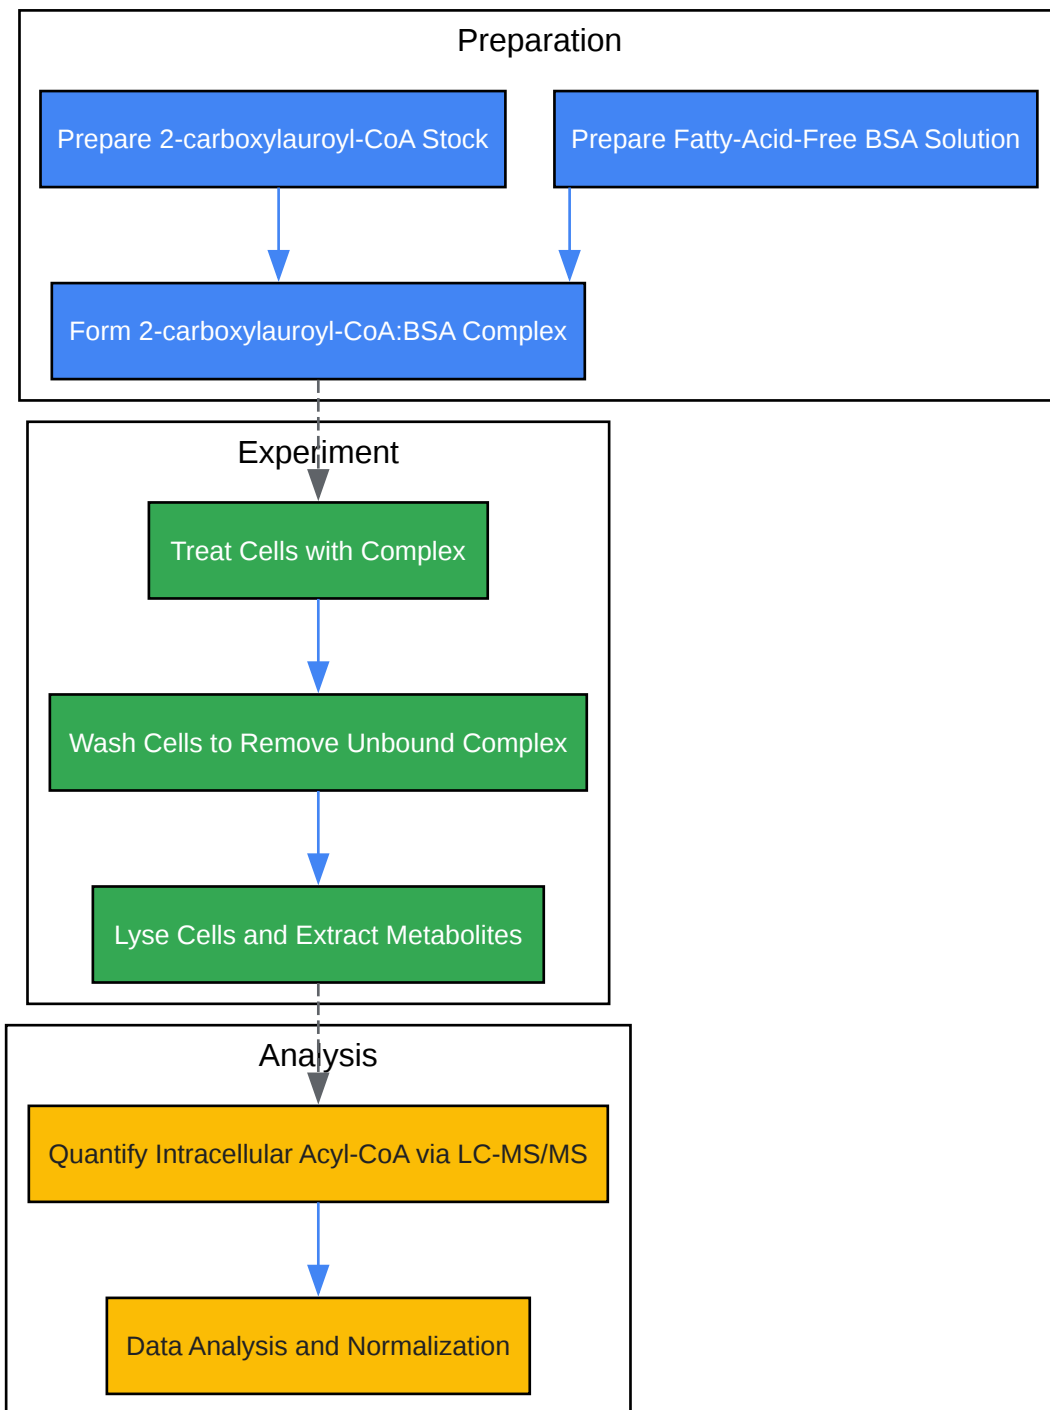 Preparation
Prepare 2-carboxylauroyl-CoA Stock
Prepare Fatty-Acid-Free BSA Solution
Form 2-carboxylauroyl-CoA:BSA Complex
Experiment
Treat Cells with Complex
Wash Cells to Remove Unbound Complex
Lyse Cells and Extract Metabolites
Analysis
Quantify Intracellular Acyl-CoA via LC-MS/MS
Data Analysis and Normalization